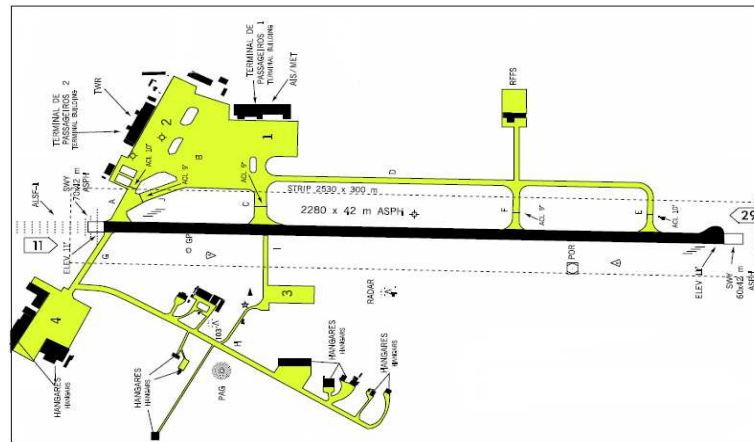 TERMINAL DE
PASSAGEIROS 2
TERMINAL BUILDING
TWR
TERMINAL DE
PASSAGEIROS 1
TERMINAL BUILDING
AIS/MET
RFFS
ALSF-1
SWY
70x42 m
ASPH
ACL 10'
2
B
1
A
J
ACL 5'
ACL 9'
C
D
STRIP 2530 x 300 m
2280 x 42 m ASPH
F
ACL 9'
E
ACL 10'
11
29
ELEV 11'
G
GP
I
3
RADAR
POR
ELEV 11'
SWY
60x42 m
ASPH
4
H
103'
PAG
HANGARES
HANGARS
HANGARES
HANGARS
HANGARES
HANGARS
HANGARES
HANGARS